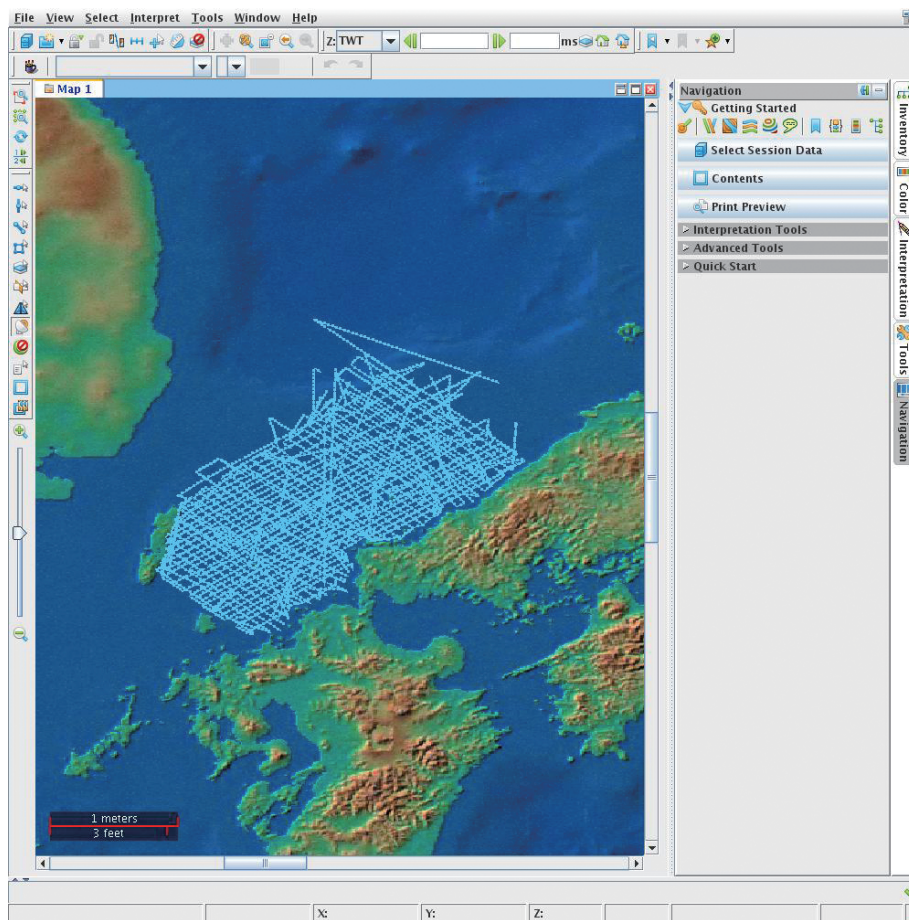 File View Select Interpret Tools Window Help
Z: TWT ms
Map 1
Navigation
Getting Started
Select Session Data
Contents
Print Preview
Interpretation Tools
Advanced Tools
Quick Start
Inventory
Color
Interpretation
Tools
Navigation
1 meters
3 feet
X: Y: Z: